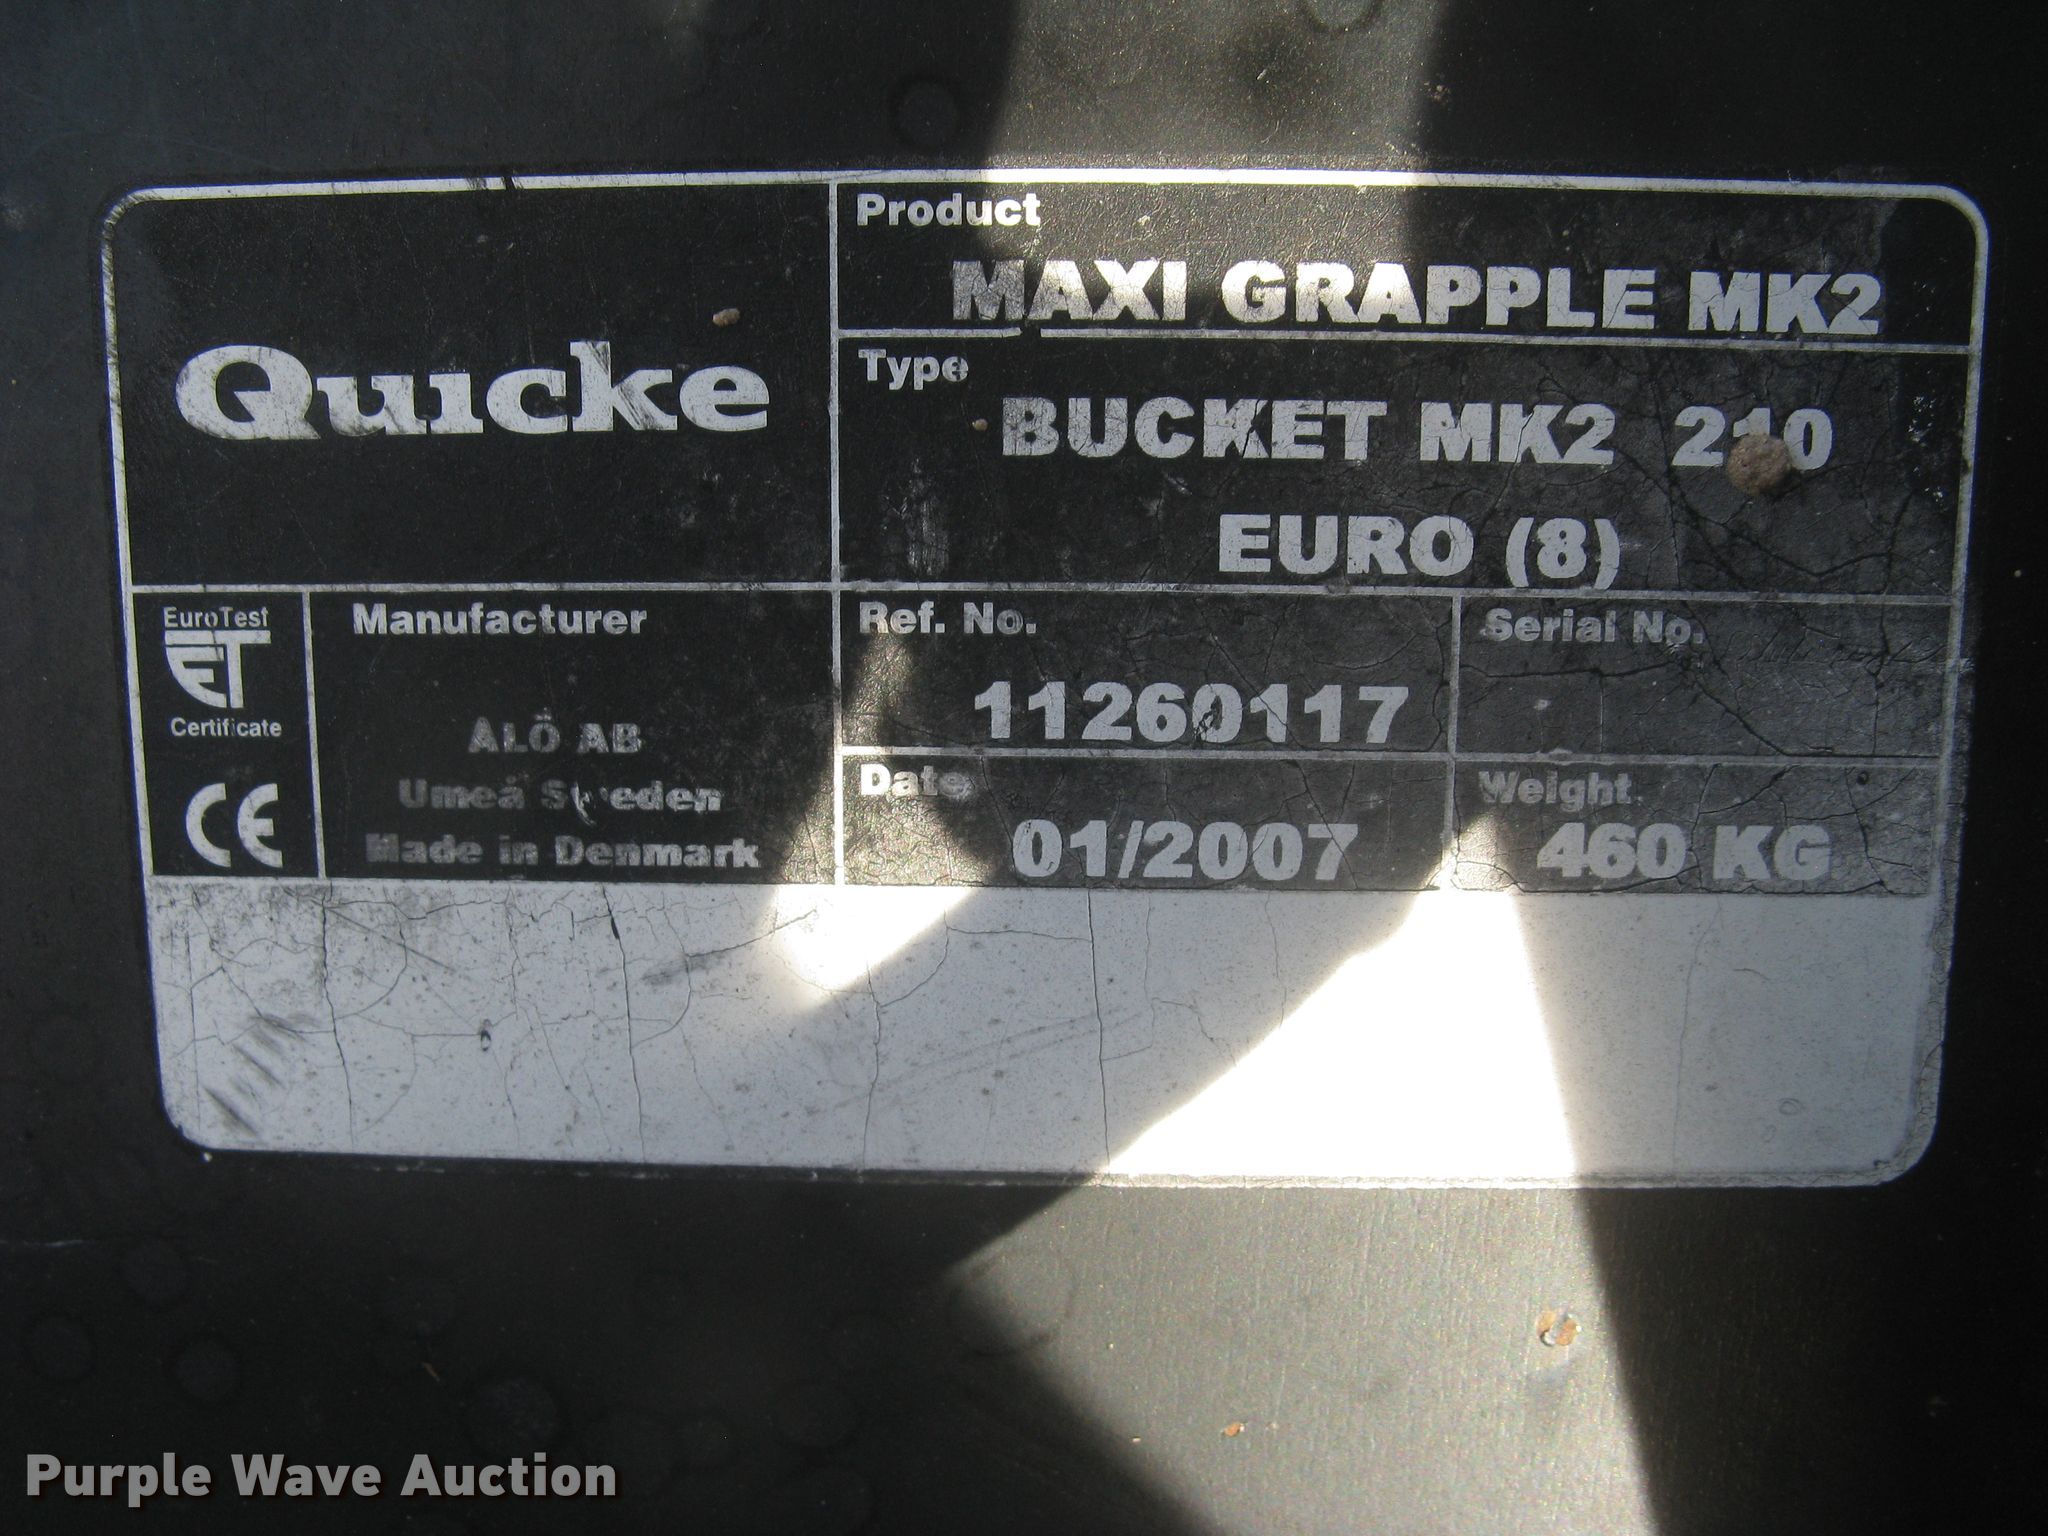 Quicke
Product
MAXI GRAPPLE MK2
Type
BUCKET MK2 210
EURO (8)
EuroTest
ET
Certificate
CE
Manufacturer
ALÖ AB
Umeå Sweden
Made in Denmark
Ref. No.
11260117
Serial No.
Date
01/2007
Weight
460 KG
Purple Wave Auction